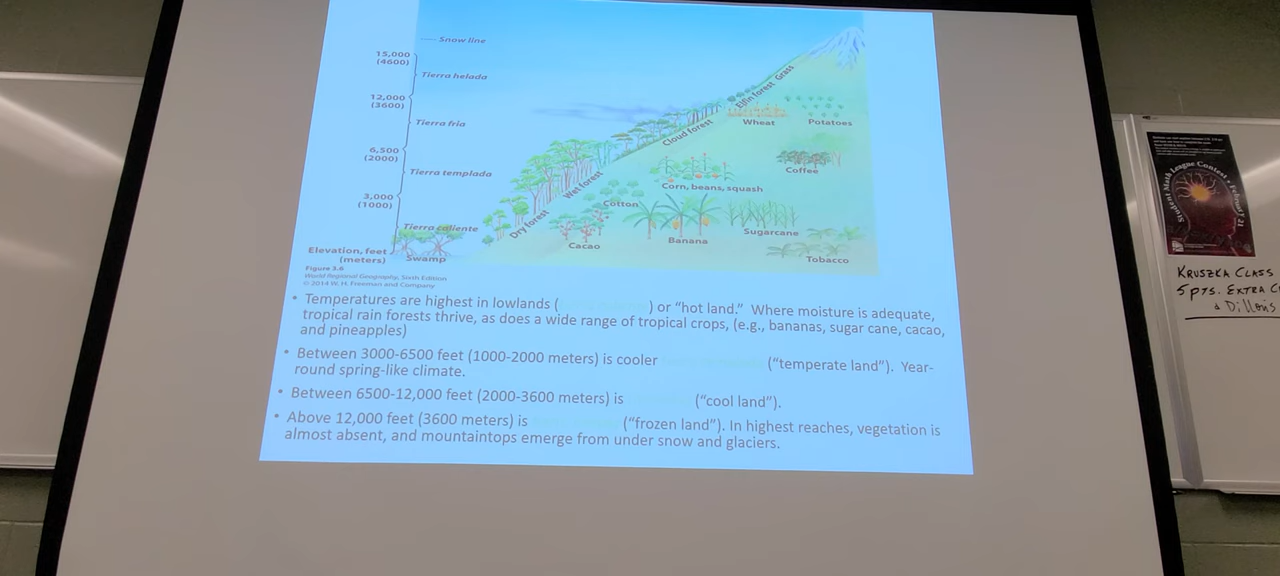 Snow line
15,000
(4600)
Tierra helada
12,000
(3600)
Tierra fria
6,500
(2000)
Tierra templada
3,000
(1000)
Tierra caliente
Elevation, feet
(meters)
Swamp
Dry forest
Wet forest
Cloud forest
Elfin forest
Grass
Wheat
Potatoes
Coffee
Corn, beans, squash
Cotton
Cacao
Banana
Sugarcane
Tobacco
Figure 3.6
World Regional Geography, Sixth Edition
© 2014 W. H. Freeman and Company
• Temperatures are highest in lowlands ( ) or “hot land.” Where moisture is adequate,
tropical rain forests thrive, as does a wide range of tropical crops, (e.g., bananas, sugar cane, cacao,
and pineapples)
• Between 3000-6500 feet (1000-2000 meters) is cooler (“temperate land”). Year-
round spring-like climate.
• Between 6500-12,000 feet (2000-3600 meters) is (“cool land”).
• Above 12,000 feet (3600 meters) is (“frozen land”). In highest reaches, vegetation is
almost absent, and mountaintops emerge from under snow and glaciers.
Student Math League Contest • February 21
KRUSZKA CLASS
5 PTS. EXTRA